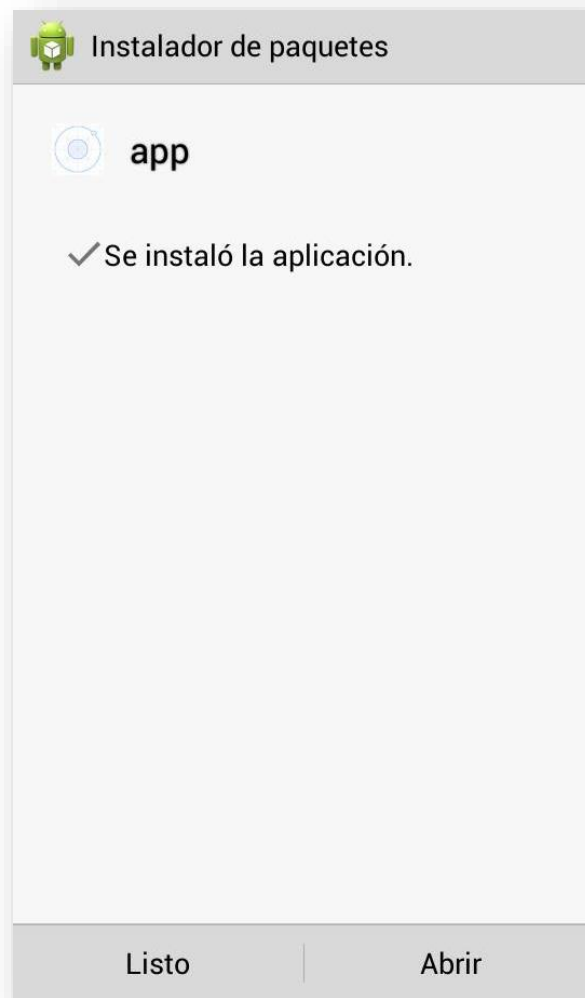 Instalador de paquetes
app
Se instaló la aplicación.
Listo
Abrir